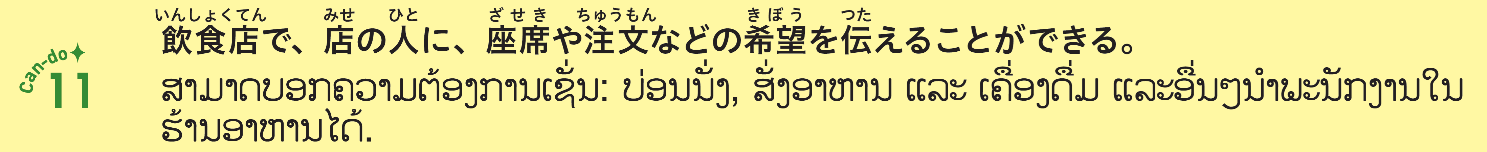 いんしょくてん みせ ひと ざせき ちゅうもん きぼう つた
飲食店で、店の人に、座席や注文などの希望を伝えることができる。
Can-do
11
ສາມາດບອກຄວາມຕ້ອງການເຊັ່ນ: ບ່ອນນັ່ງ, ສັ່ງອາຫານ ແລະ ເຄື່ອງດື່ມ ແລະອື່ນໆນຳພະນັກງານໃນ
ຮ້ານອາຫານໄດ້.